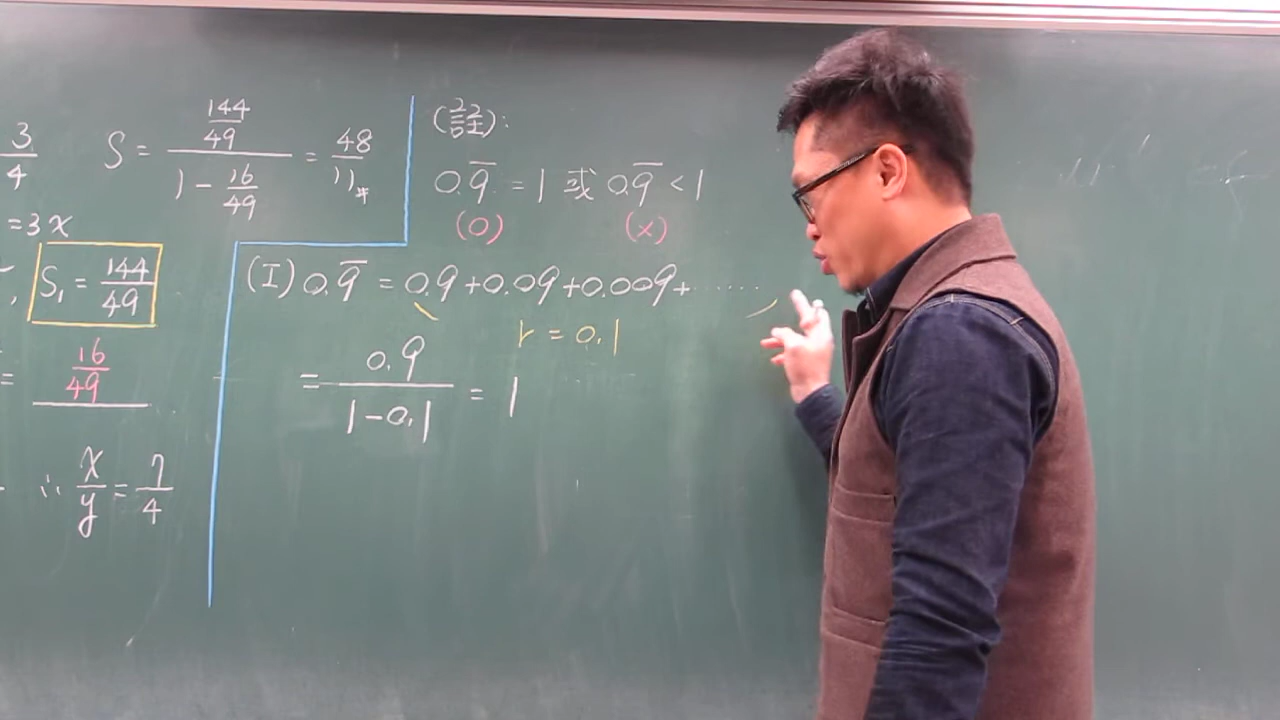 3/4
S = (144/49)/(1 - 16/49) = 48/11 #
= 3x
, S₁ = 144/49
= 16/49
∴ x/y = 7/4
(註):
0.9̅ = 1 或 0.9̅ < 1
(O) (×)
(I) 0.9̅ = 0.9 + 0.09 + 0.009 + ......
r = 0.1
= 0.9/(1 - 0.1) = 1